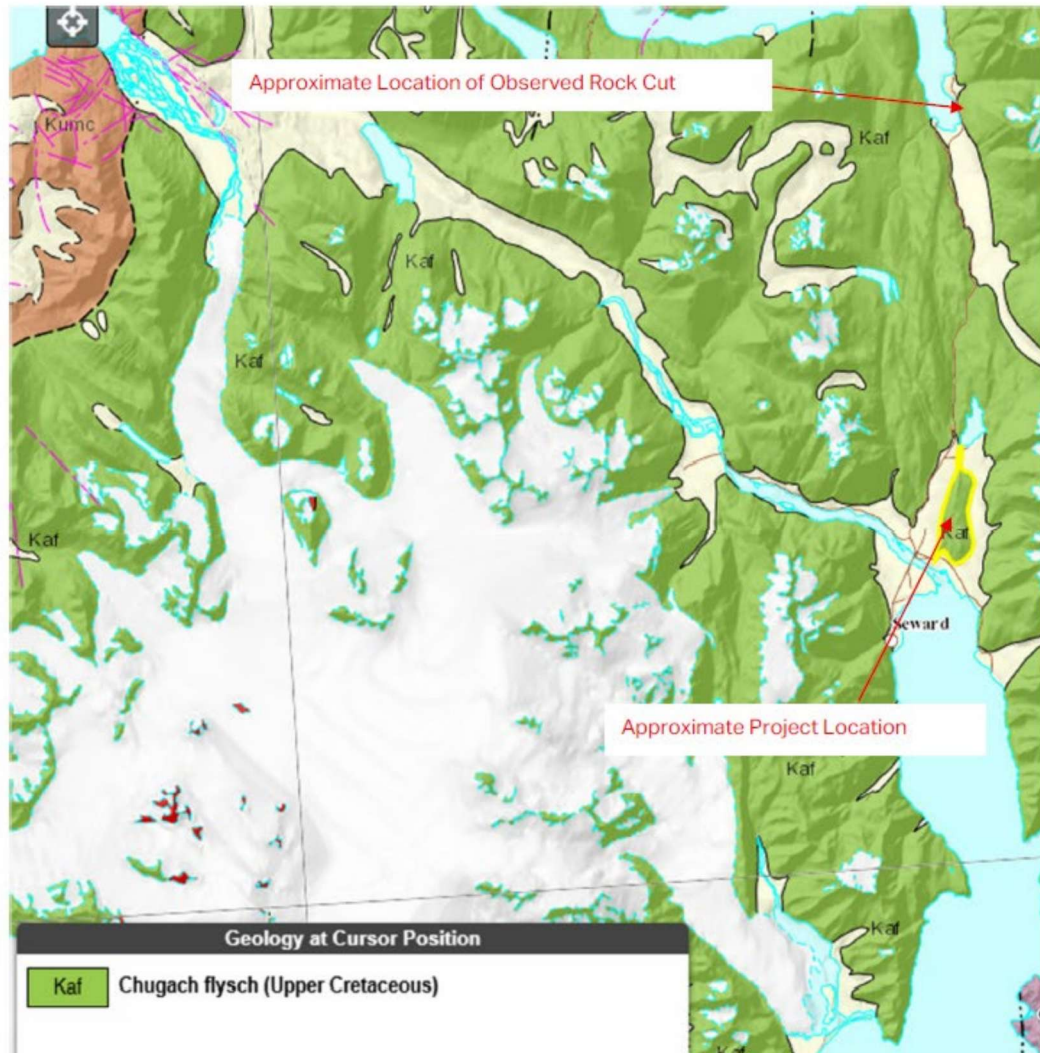 Approximate Location of Observed Rock Cut
Kumc
Kaf
Kaf
Kaf
Kaf
Kaf
Seward
Approximate Project Location
Kaf
Kaf
Geology at Cursor Position
Kaf
Chugach flysch (Upper Cretaceous)
Kaf